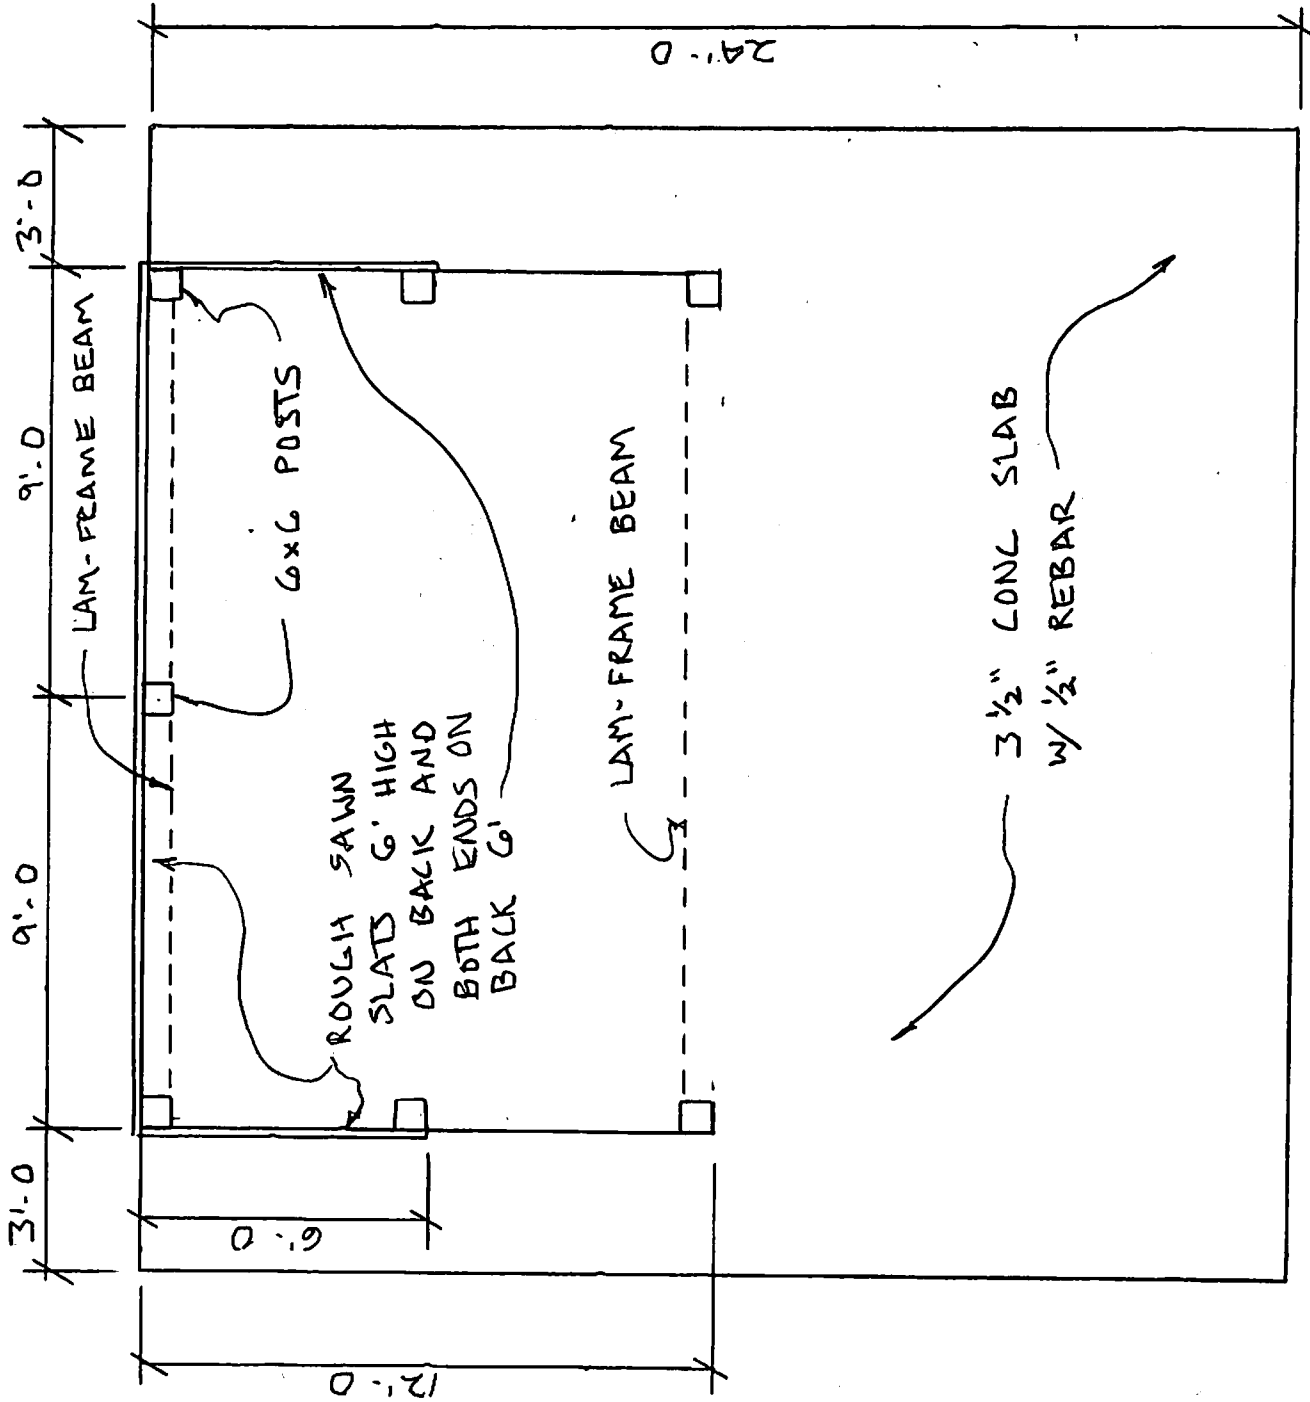 3'-0
9'-0
9'-0
3'-0
LAM-FRAME BEAM
6x6 POSTS
ROUGH SAWN
SLATS 6' HIGH
ON BACK AND
BOTH ENDS ON
BACK 6'
LAM-FRAME BEAM
3 1/2" CONC SLAB
W/ 1/2" REBAR
6'-0
12'-0
24'-0